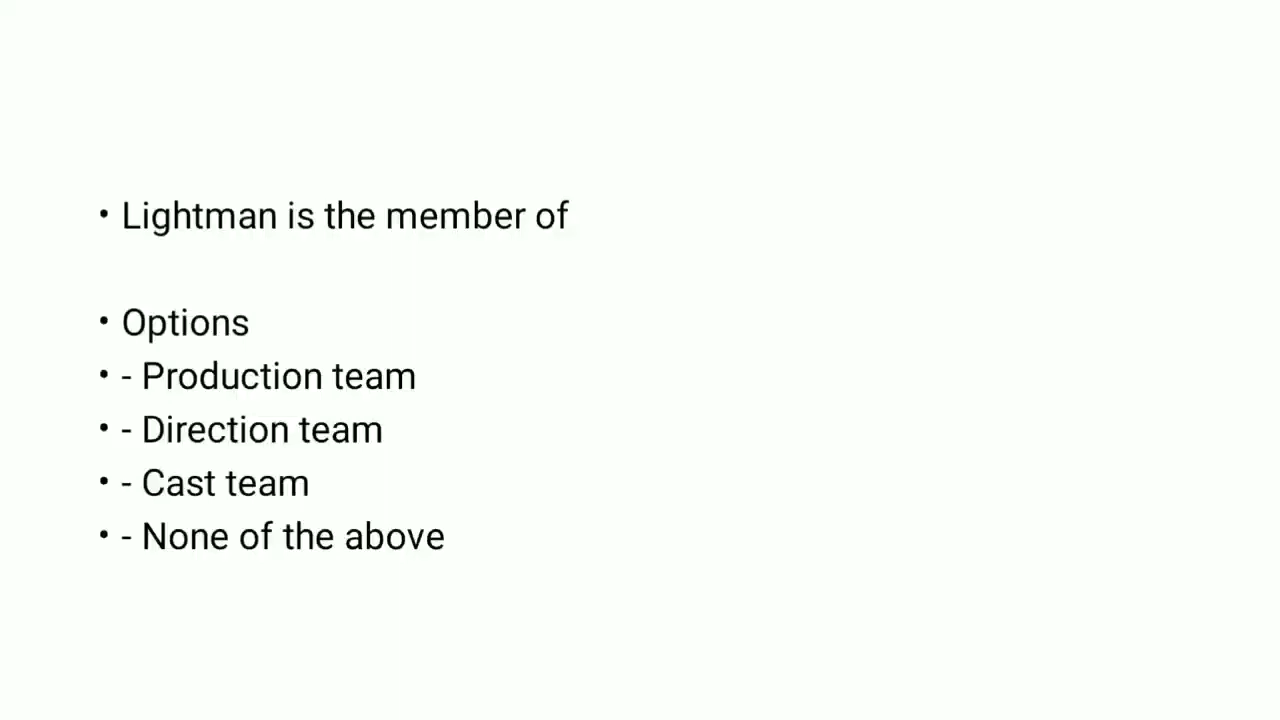 • Lightman is the member of
• Options
• - Production team
• - Direction team
• - Cast team
• - None of the above